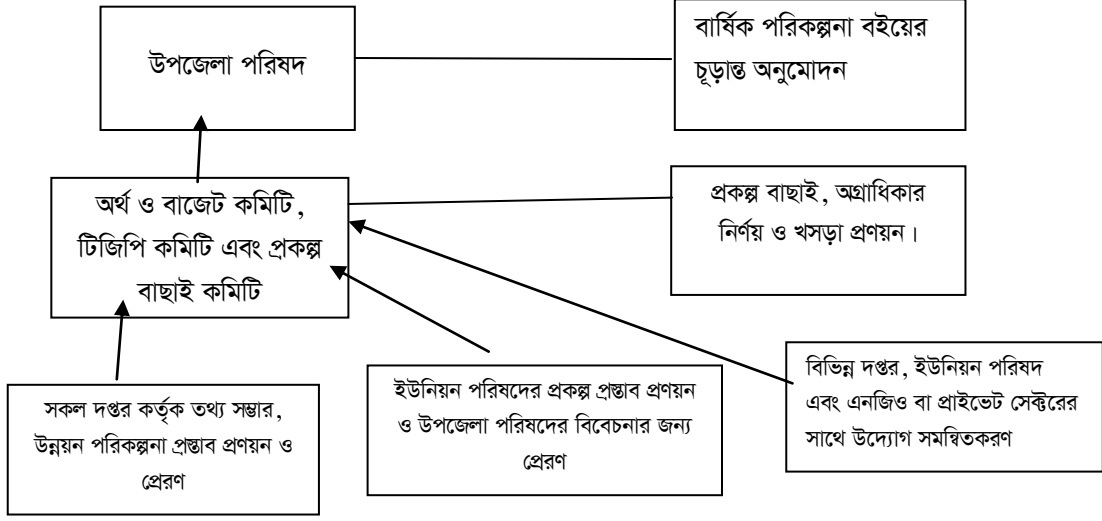 উপজেলা পরিষদ
বার্ষিক পরিকল্পনা বইয়ের
চূড়ান্ত অনুমোদন
অর্থ ও বাজেট কমিটি,
টিজিপি কমিটি এবং প্রকল্প
বাছাই কমিটি
প্রকল্প বাছাই, অগ্রাধিকার
নির্ণয় ও খসড়া প্রণয়ন।
সকল দপ্তর কর্তৃক তথ্য সম্ভার,
উন্নয়ন পরিকল্পনা প্রস্তাব প্রণয়ন ও
প্রেরণ
ইউনিয়ন পরিষদের প্রকল্প প্রস্তাব প্রণয়ন
ও উপজেলা পরিষদের বিবেচনার জন্য
প্রেরণ
বিভিন্ন দপ্তর, ইউনিয়ন পরিষদ
এবং এনজিও বা প্রাইভেট সেক্টরের
সাথে উদ্যোগ সমন্বিতকরণ